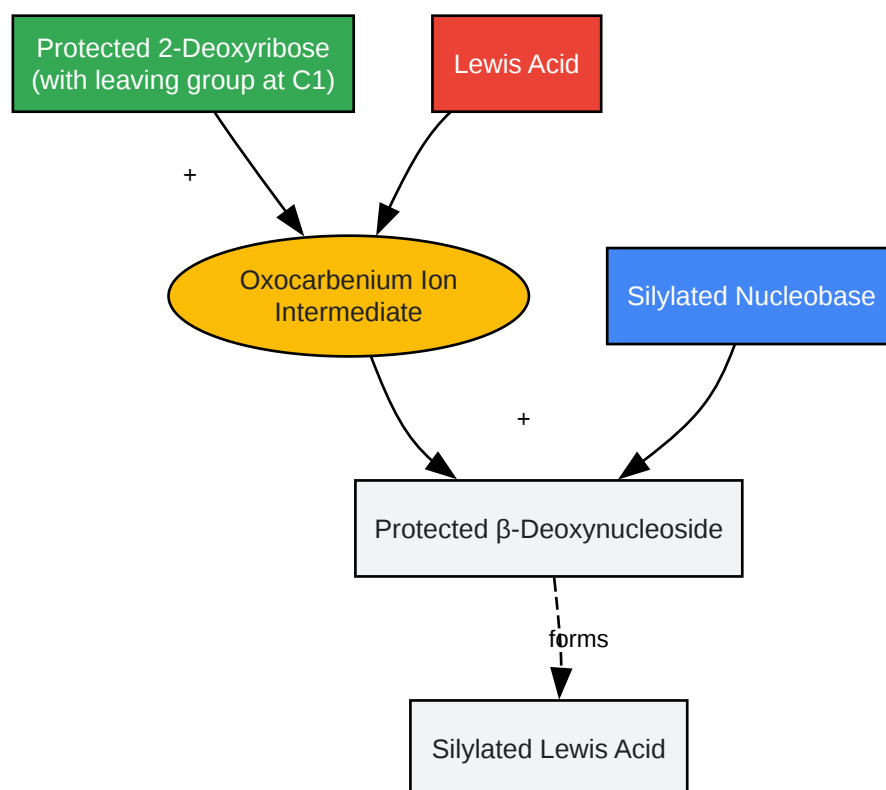 Protected 2-Deoxyribose
(with leaving group at C1)
Lewis Acid
+
Oxocarbenium Ion
Intermediate
Silylated Nucleobase
+
Protected β-Deoxynucleoside
forms
Silylated Lewis Acid